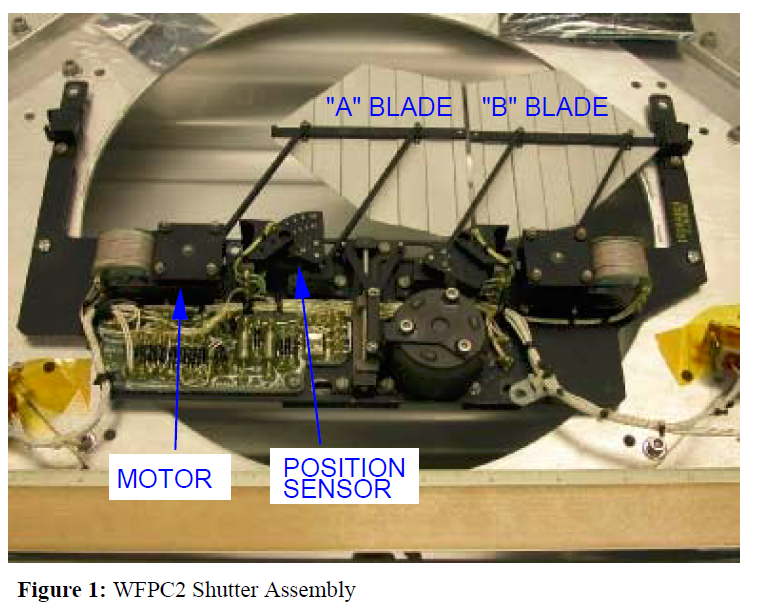 "A" BLADE "B" BLADE
MOTOR
POSITION
SENSOR
Figure 1: WFPC2 Shutter Assembly